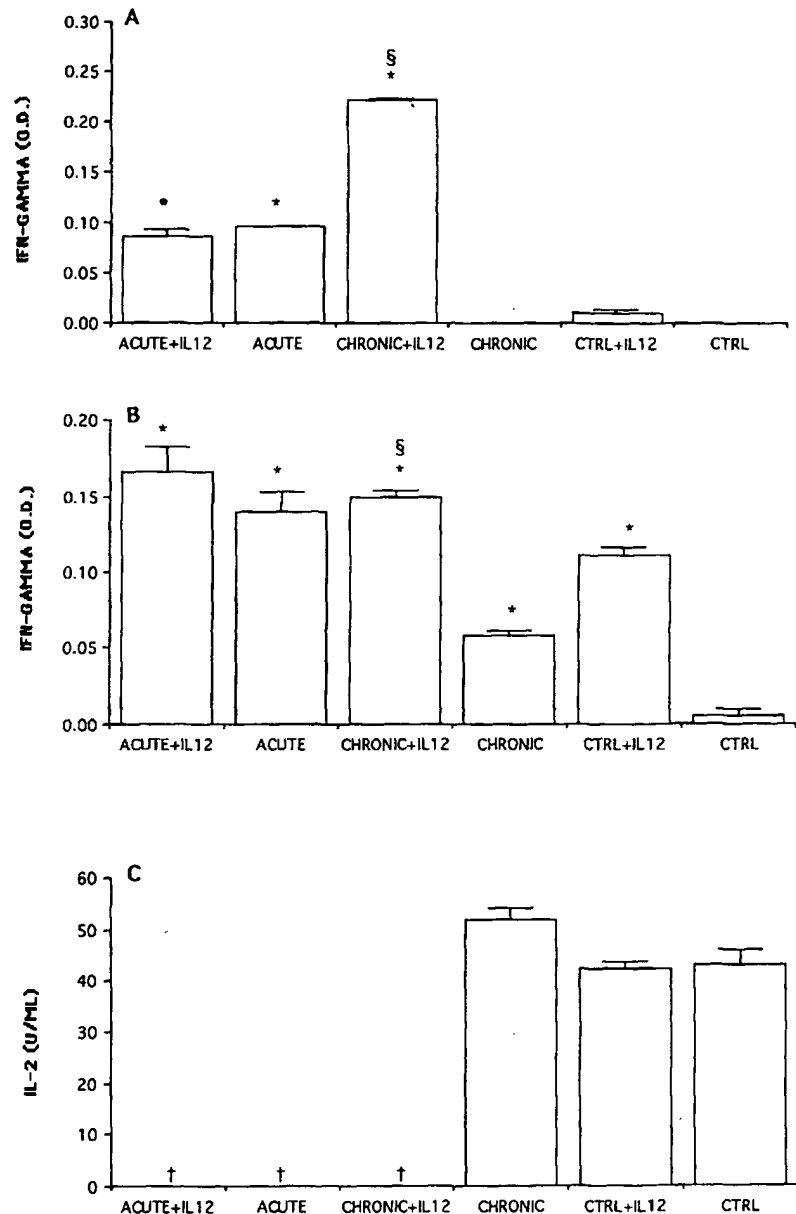 A
0.30
0.25
0.20
0.15
0.10
0.05
0.00
IFN-GAMMA (O.D.)
§
*
*
*
ACUTE+IL12 ACUTE CHRONIC+IL12 CHRONIC CTRL+IL12 CTRL
B
0.20
0.15
0.10
0.05
0.00
IFN-GAMMA (O.D.)
*
*
§
*
*
*
ACUTE+IL12 ACUTE CHRONIC+IL12 CHRONIC CTRL+IL12 CTRL
C
60
50
40
30
20
10
0
IL-2 (U/ML)
† † †
ACUTE+IL12 ACUTE CHRONIC+IL12 CHRONIC CTRL+IL12 CTRL